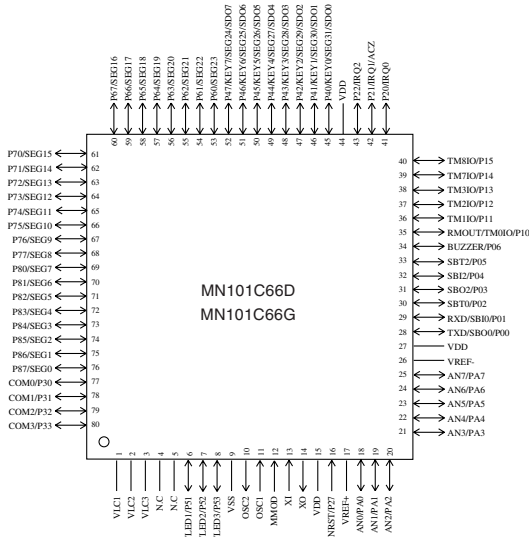 P67/SEG16
P66/SEG17
P65/SEG18
P64/SEG19
P63/SEG20
P62/SEG21
P61/SEG22
P60/SEG23
P47/KEY7/SEG24/SDO7
P46/KEY6/SEG25/SDO6
P45/KEY5/SEG26/SDO5
P44/KEY4/SEG27/SDO4
P43/KEY3/SEG28/SDO3
P42/KEY2/SEG29/SDO2
P41/KEY1/SEG30/SDO1
P40/KEY0/SEG31/SDO0
VDD
P22/IRQ2
P21/IRQ1/ACZ
P20/IRQ0
60
59
58
57
56
55
54
53
52
51
50
49
48
47
46
45
44
43
42
41
P70/SEG15 61
P71/SEG14 62
P72/SEG13 63
P73/SEG12 64
P74/SEG11 65
P75/SEG10 66
P76/SEG9 67
P77/SEG8 68
P80/SEG7 69
P81/SEG6 70
P82/SEG5 71
P83/SEG4 72
P84/SEG3 73
P85/SEG2 74
P86/SEG1 75
P87/SEG0 76
COM0/P30 77
COM1/P31 78
COM2/P32 79
COM3/P33 80
MN101C66D
MN101C66G
40 TM8IO/P15
39 TM7IO/P14
38 TM3IO/P13
37 TM2IO/P12
36 TM1IO/P11
35 RMOUT/TM0IO/P10
34 BUZZER/P06
33 SBT2/P05
32 SBI2/P04
31 SBO2/P03
30 SBT0/P02
29 RXD/SBI0/P01
28 TXD/SBO0/P00
27 VDD
26 VREF-
25 AN7/PA7
24 AN6/PA6
23 AN5/PA5
22 AN4/PA4
21 AN3/PA3
1
2
3
4
5
6
7
8
9
10
11
12
13
14
15
16
17
18
19
20
VLC1
VLC2
VLC3
N.C
N.C
LED1/P51
LED2/P52
LED3/P53
VSS
OSC2
OSC1
MMOD
XI
XO
VDD
NRST/P27
VREF+
AN0/PA0
AN1/PA1
AN2/PA2